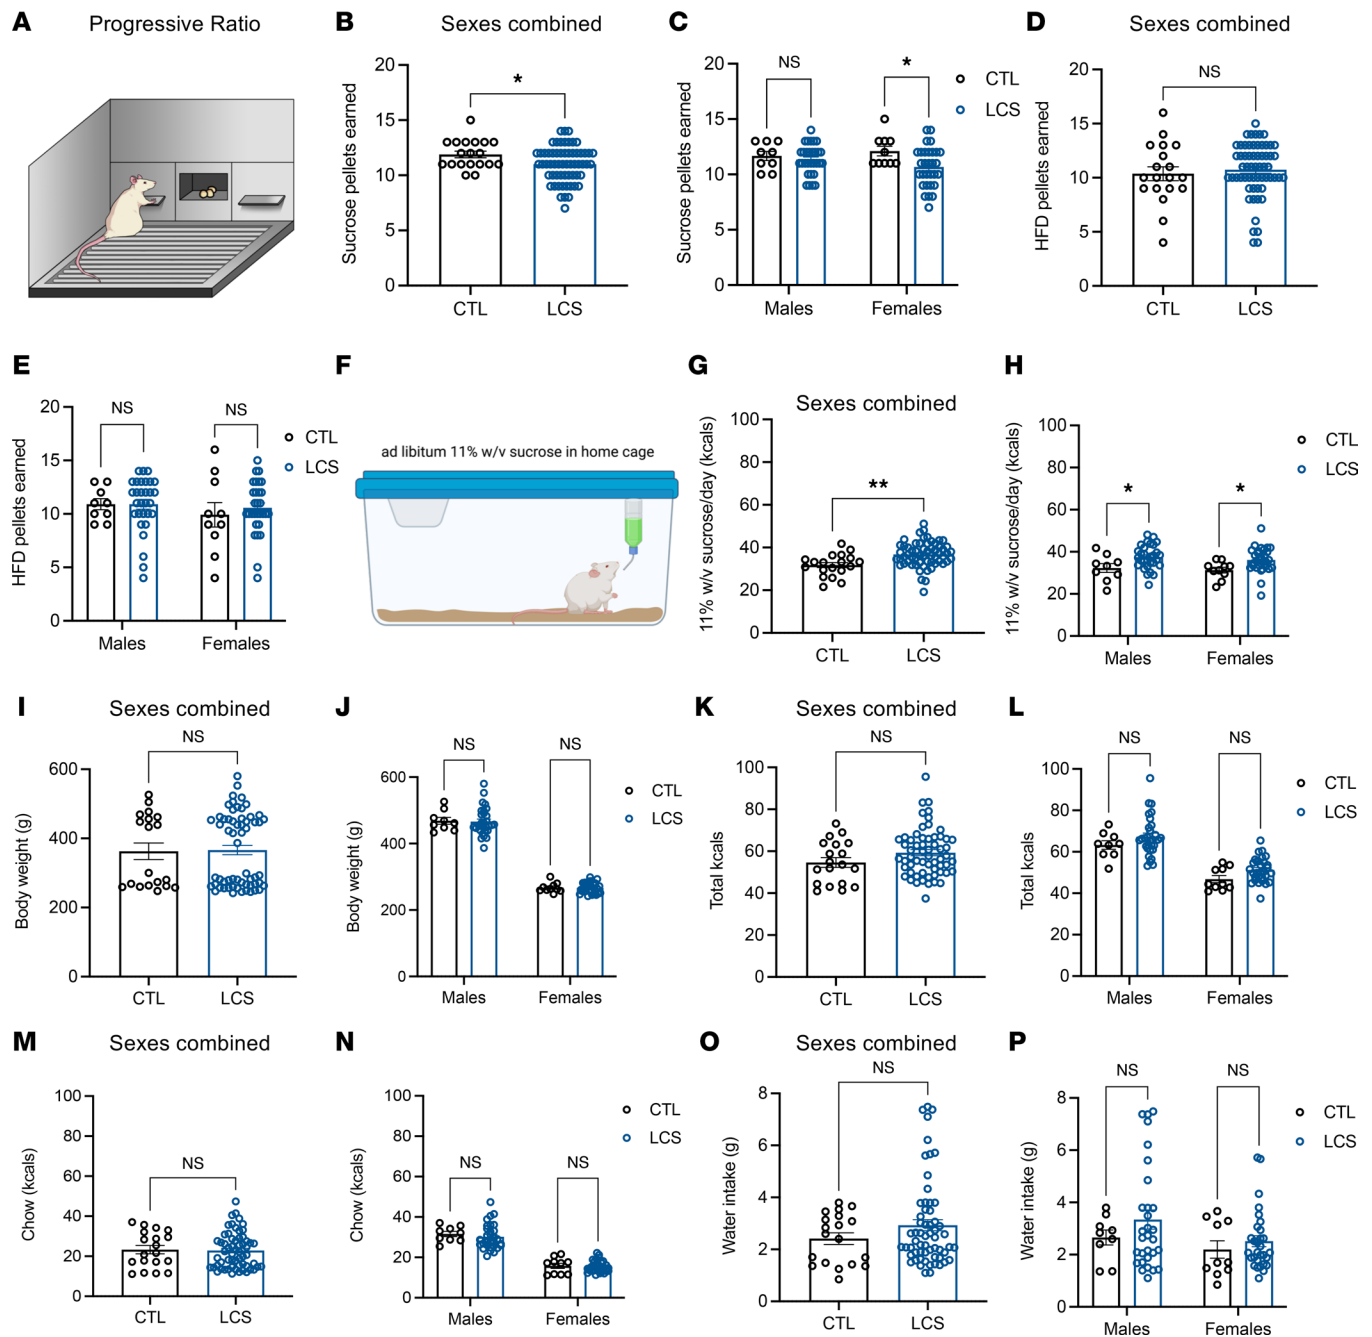 A Progressive Ratio
B Sexes combined
Sucrose pellets earned
20
15
10
5
0
*
CTL LCS
C
Sucrose pellets earned
20
15
10
5
0
NS *
CTL
LCS
Males Females
D Sexes combined
HFD pellets earned
20
15
10
5
0
NS
CTL LCS
E
HFD pellets earned
20
15
10
5
0
NS NS
CTL
LCS
Males Females
F
ad libitum 11% w/v sucrose in home cage
G
Sexes combined
11% w/v sucrose/day (kcals)
100
80
60
40
20
0
**
CTL LCS
H
11% w/v sucrose/day (kcals)
100
80
60
40
20
0
* *
CTL
LCS
Males Females
I Sexes combined
Body weight (g)
600
400
200
0
NS
CTL LCS
J
Body weight (g)
600
400
200
0
NS NS
CTL
LCS
Males Females
K Sexes combined
Total kcals
100
80
60
40
20
0
NS
CTL LCS
L
Total kcals
100
80
60
40
20
0
NS NS
CTL
LCS
Males Females
M Sexes combined
Chow (kcals)
100
80
60
40
20
0
NS
CTL LCS
N
Chow (kcals)
100
80
60
40
20
0
NS NS
CTL
LCS
Males Females
O Sexes combined
Water intake (g)
8
6
4
2
0
NS
CTL LCS
P
Water intake (g)
8
6
4
2
0
NS NS
CTL
LCS
Males Females